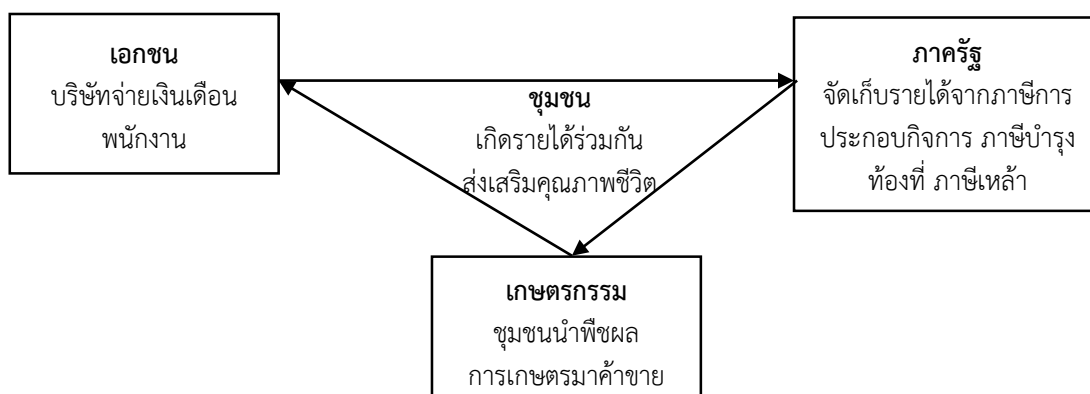 เอกชน
บริษัทจ่ายเงินเดือน
พนักงาน
ชุมชน
เกิดรายได้ร่วมกัน
ส่งเสริมคุณภาพชีวิต
ภาครัฐ
จัดเก็บรายได้จากภาษีการ
ประกอบกิจการ ภาษีบำรุง
ท้องที่ ภาษีเหล้า
เกษตรกรรม
ชุมชนนำพืชผล
การเกษตรมาค้าขาย